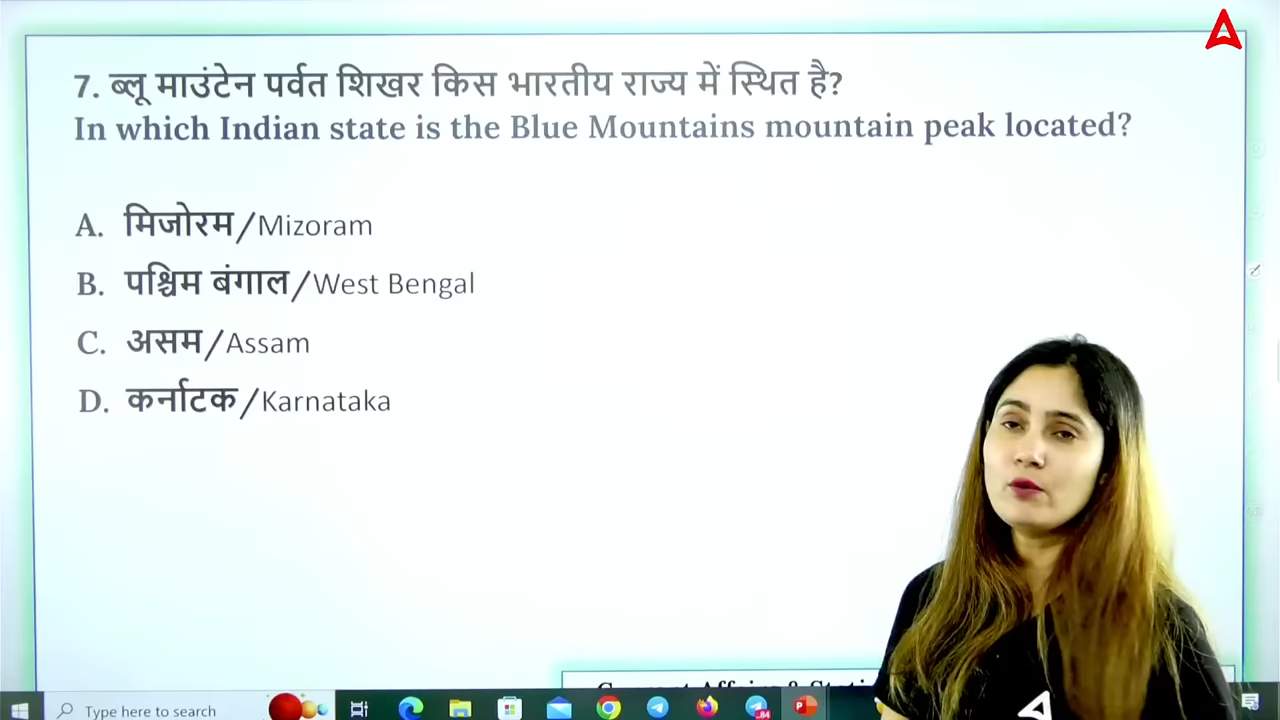 7. ब्लू माउंटेन पर्वत शिखर किस भारतीय राज्य में स्थित है?
In which Indian state is the Blue Mountains mountain peak located?
A. मिजोरम/Mizoram
B. पश्चिम बंगाल/West Bengal
C. असम/Assam
D. कर्नाटक/Karnataka
Type here to search
84